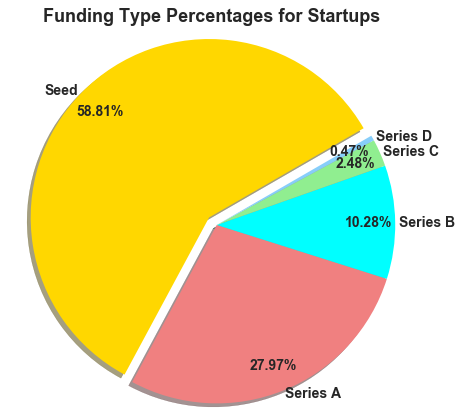 Funding Type Percentages for Startups
Seed
58.81%
Series D
0.47%
Series C
2.48%
10.28%
Series B
27.97%
Series A